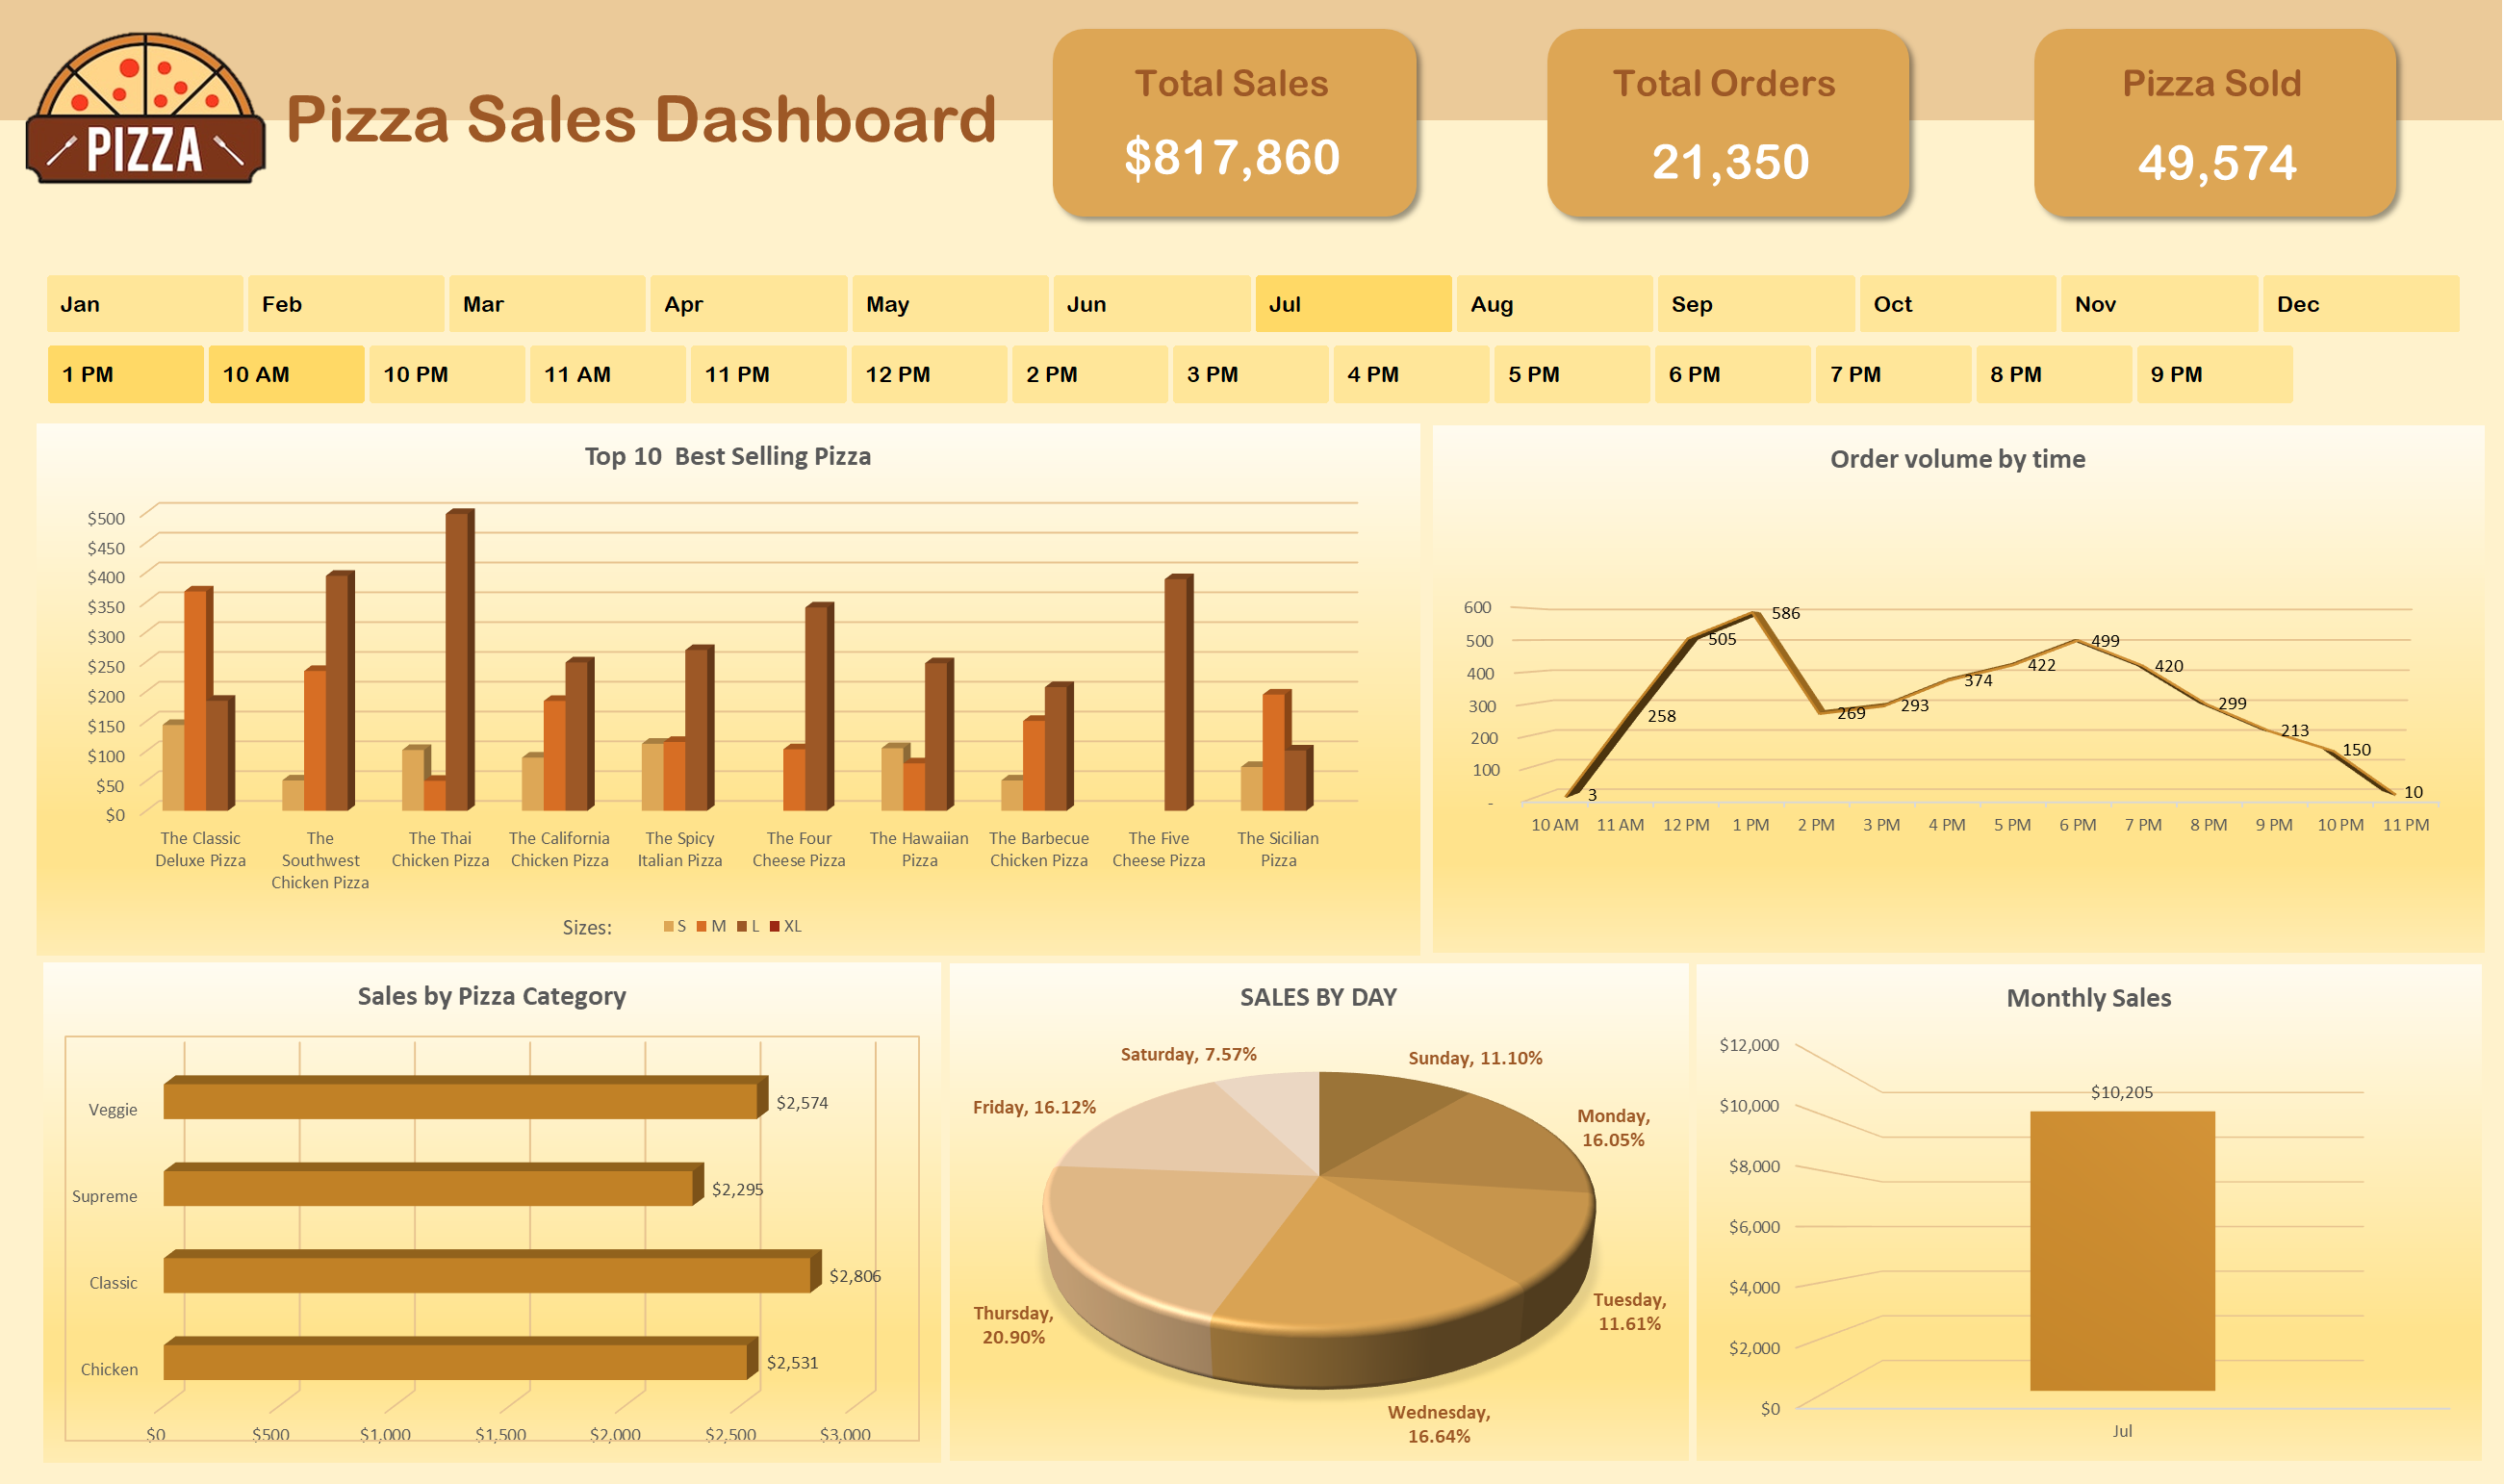 PIZZA
Pizza Sales Dashboard
Total Sales
$817,860
Total Orders
21,350
Pizza Sold
49,574
Jan
Feb
Mar
Apr
May
Jun
Jul
Aug
Sep
Oct
Nov
Dec
1 PM
10 AM
10 PM
11 AM
11 PM
12 PM
2 PM
3 PM
4 PM
5 PM
6 PM
7 PM
8 PM
9 PM
Top 10  Best Selling Pizza
$500
$450
$400
$350
$300
$250
$200
$150
$100
$50
$0
The Classic
Deluxe Pizza
The
Southwest
Chicken Pizza
The Thai
Chicken Pizza
The California
Chicken Pizza
The Spicy
Italian Pizza
The Four
Cheese Pizza
The Hawaiian
Pizza
The Barbecue
Chicken Pizza
The Five
Cheese Pizza
The Sicilian
Pizza
Sizes:
S
M
L
XL
Order volume by time
600
500
400
300
200
100
-
3
258
505
586
269
293
374
422
499
420
299
213
150
10
10 AM
11 AM
12 PM
1 PM
2 PM
3 PM
4 PM
5 PM
6 PM
7 PM
8 PM
9 PM
10 PM
11 PM
Sales by Pizza Category
Veggie
$2,574
Supreme
$2,295
Classic
$2,806
Chicken
$2,531
$0
$500
$1,000
$1,500
$2,000
$2,500
$3,000
SALES BY DAY
Saturday, 7.57%
Sunday, 11.10%
Friday, 16.12%
Monday,
16.05%
Thursday,
20.90%
Tuesday,
11.61%
Wednesday,
16.64%
Monthly Sales
$12,000
$10,000
$8,000
$6,000
$4,000
$2,000
$0
$10,205
Jul